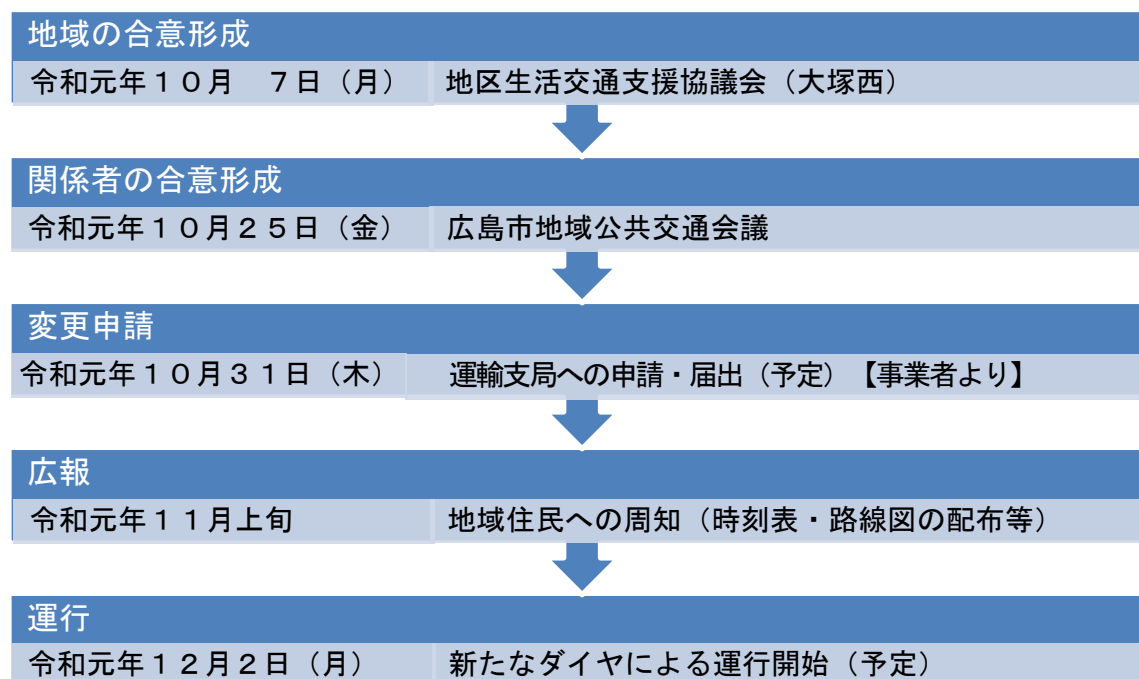 地域の合意形成
令和元年１０月　７日（月）　地区生活交通支援協議会（大塚西）
関係者の合意形成
令和元年１０月２５日（金）　広島市地域公共交通会議
変更申請
令和元年１０月３１日（木）　運輸支局への申請・届出（予定）【事業者より】
広報
令和元年１１月上旬　地域住民への周知（時刻表・路線図の配布等）
運行
令和元年１２月２日（月）　新たなダイヤによる運行開始（予定）